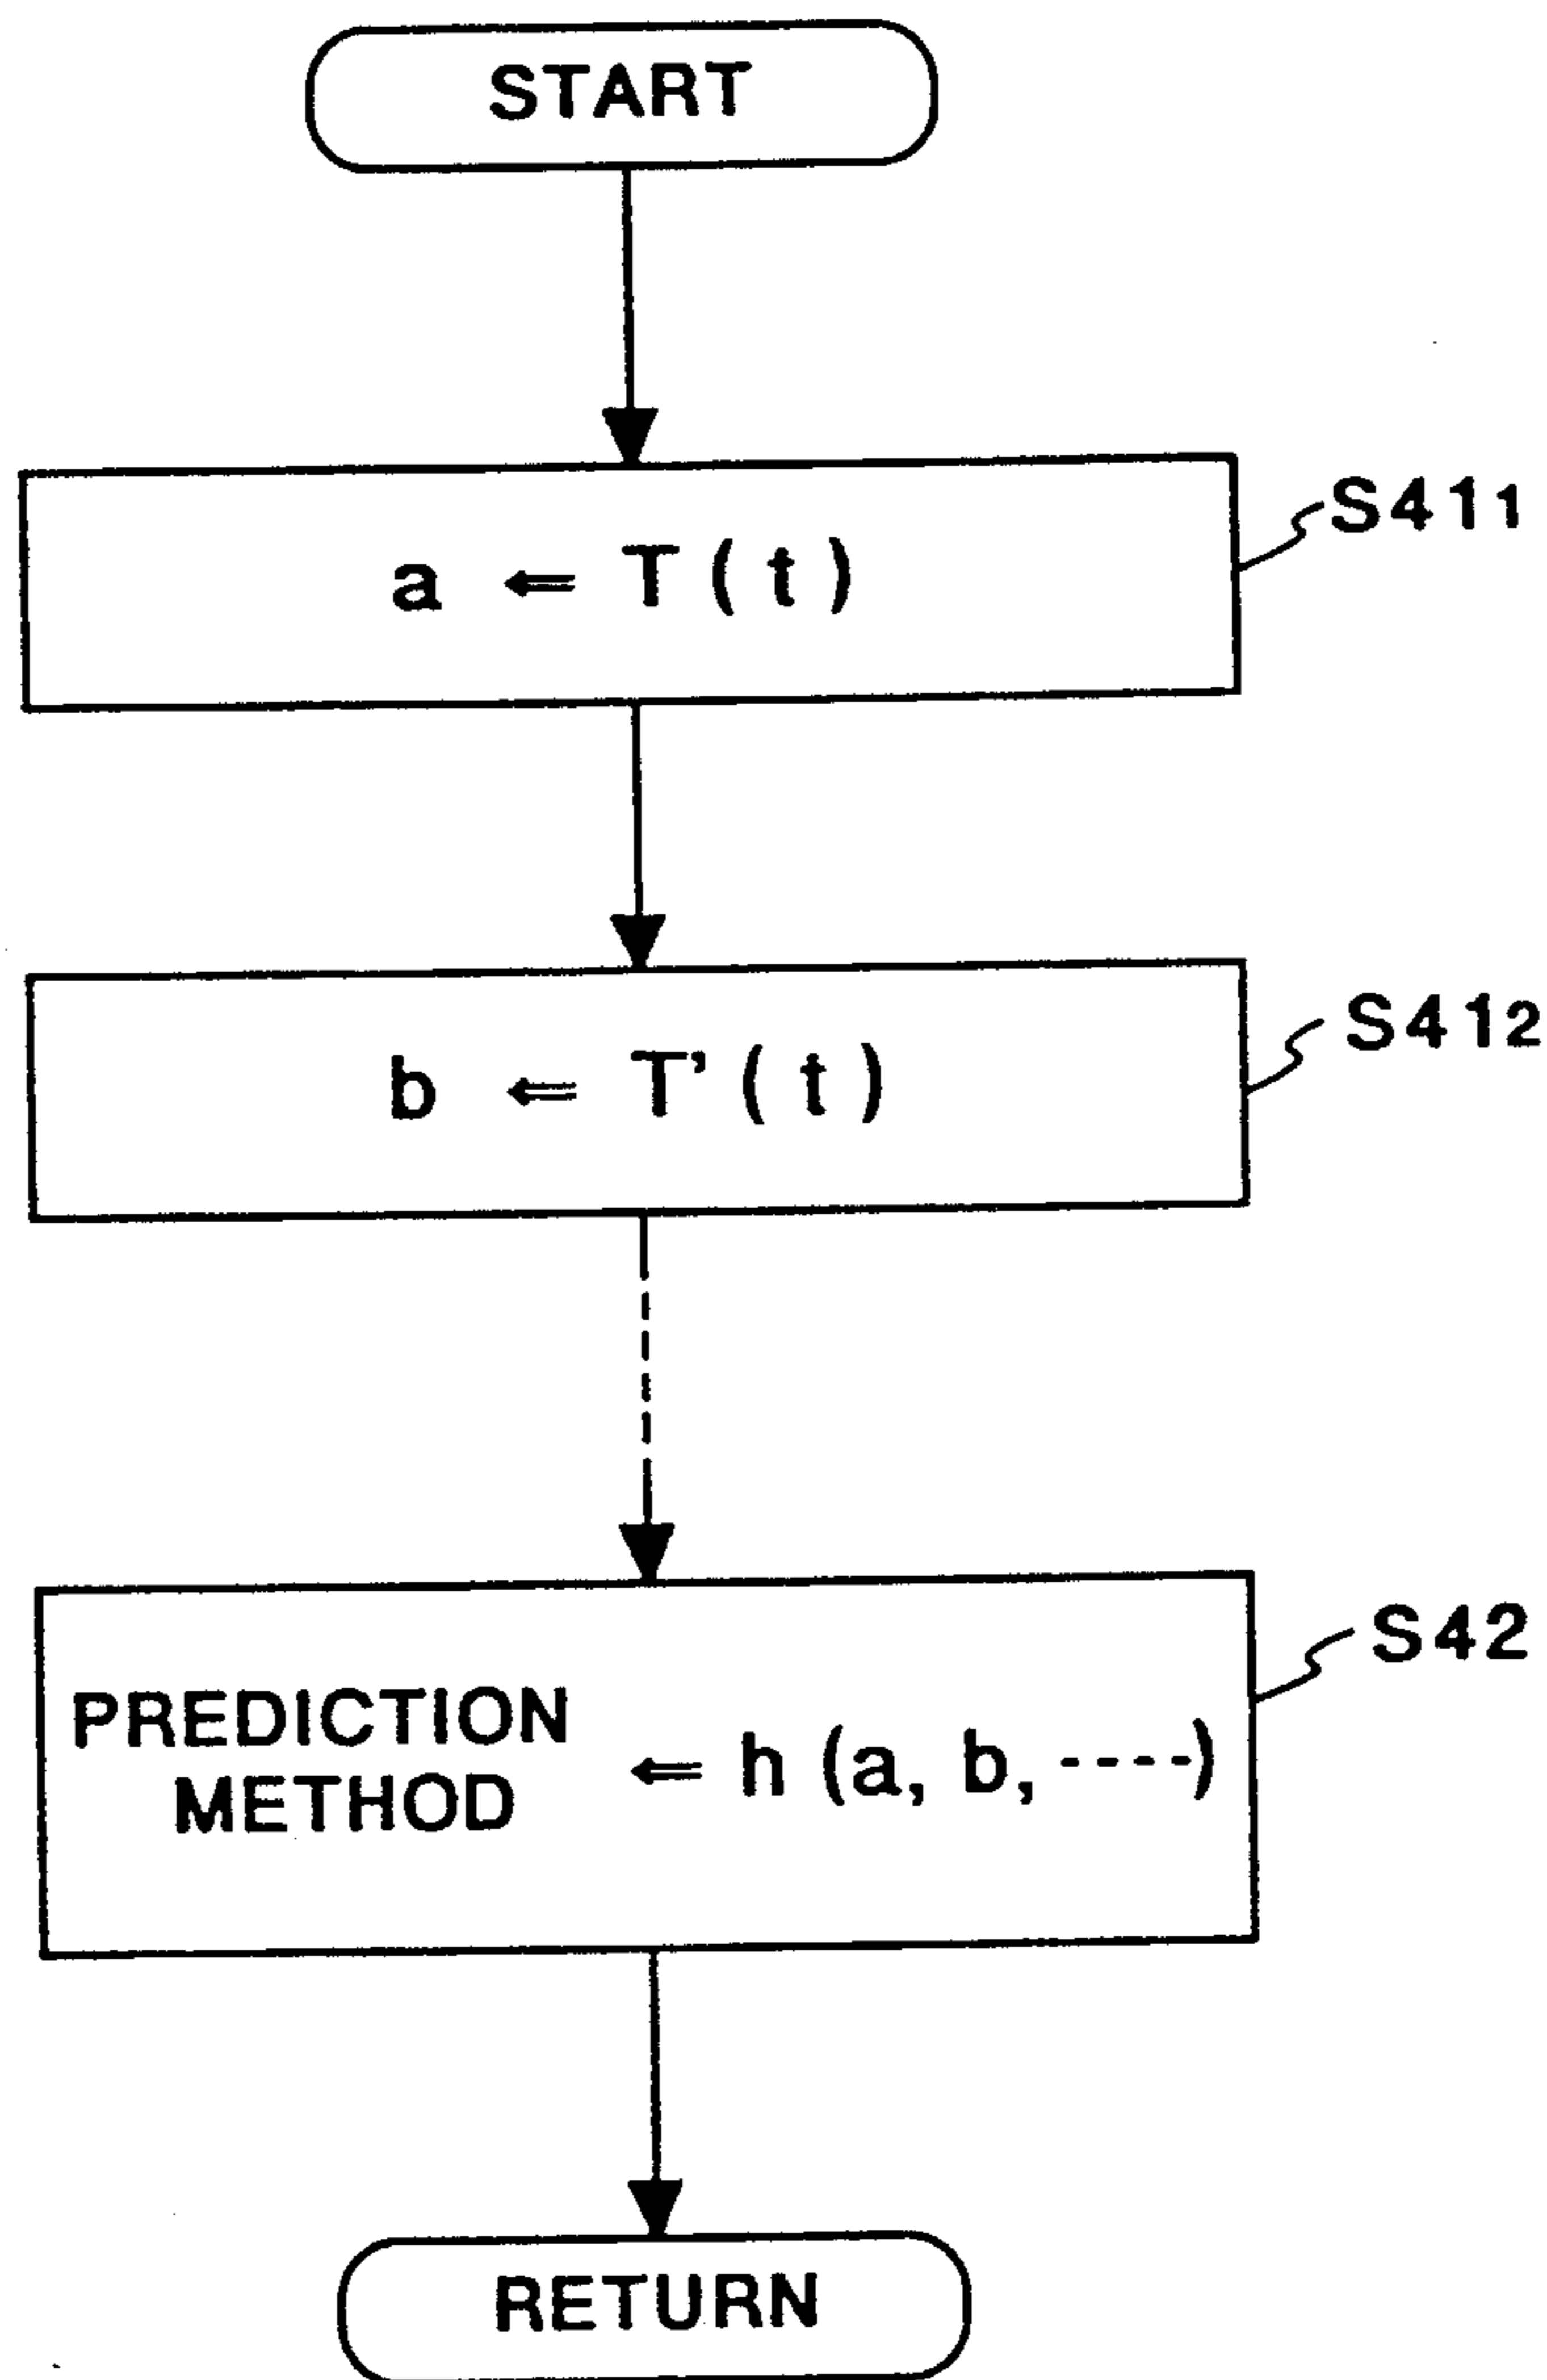 START
a ⇐ T ( t )
S411
b ⇐ T' ( t )
S412
PREDICTION
METHOD
⇐ h (a, b, ----)
S42
RETURN